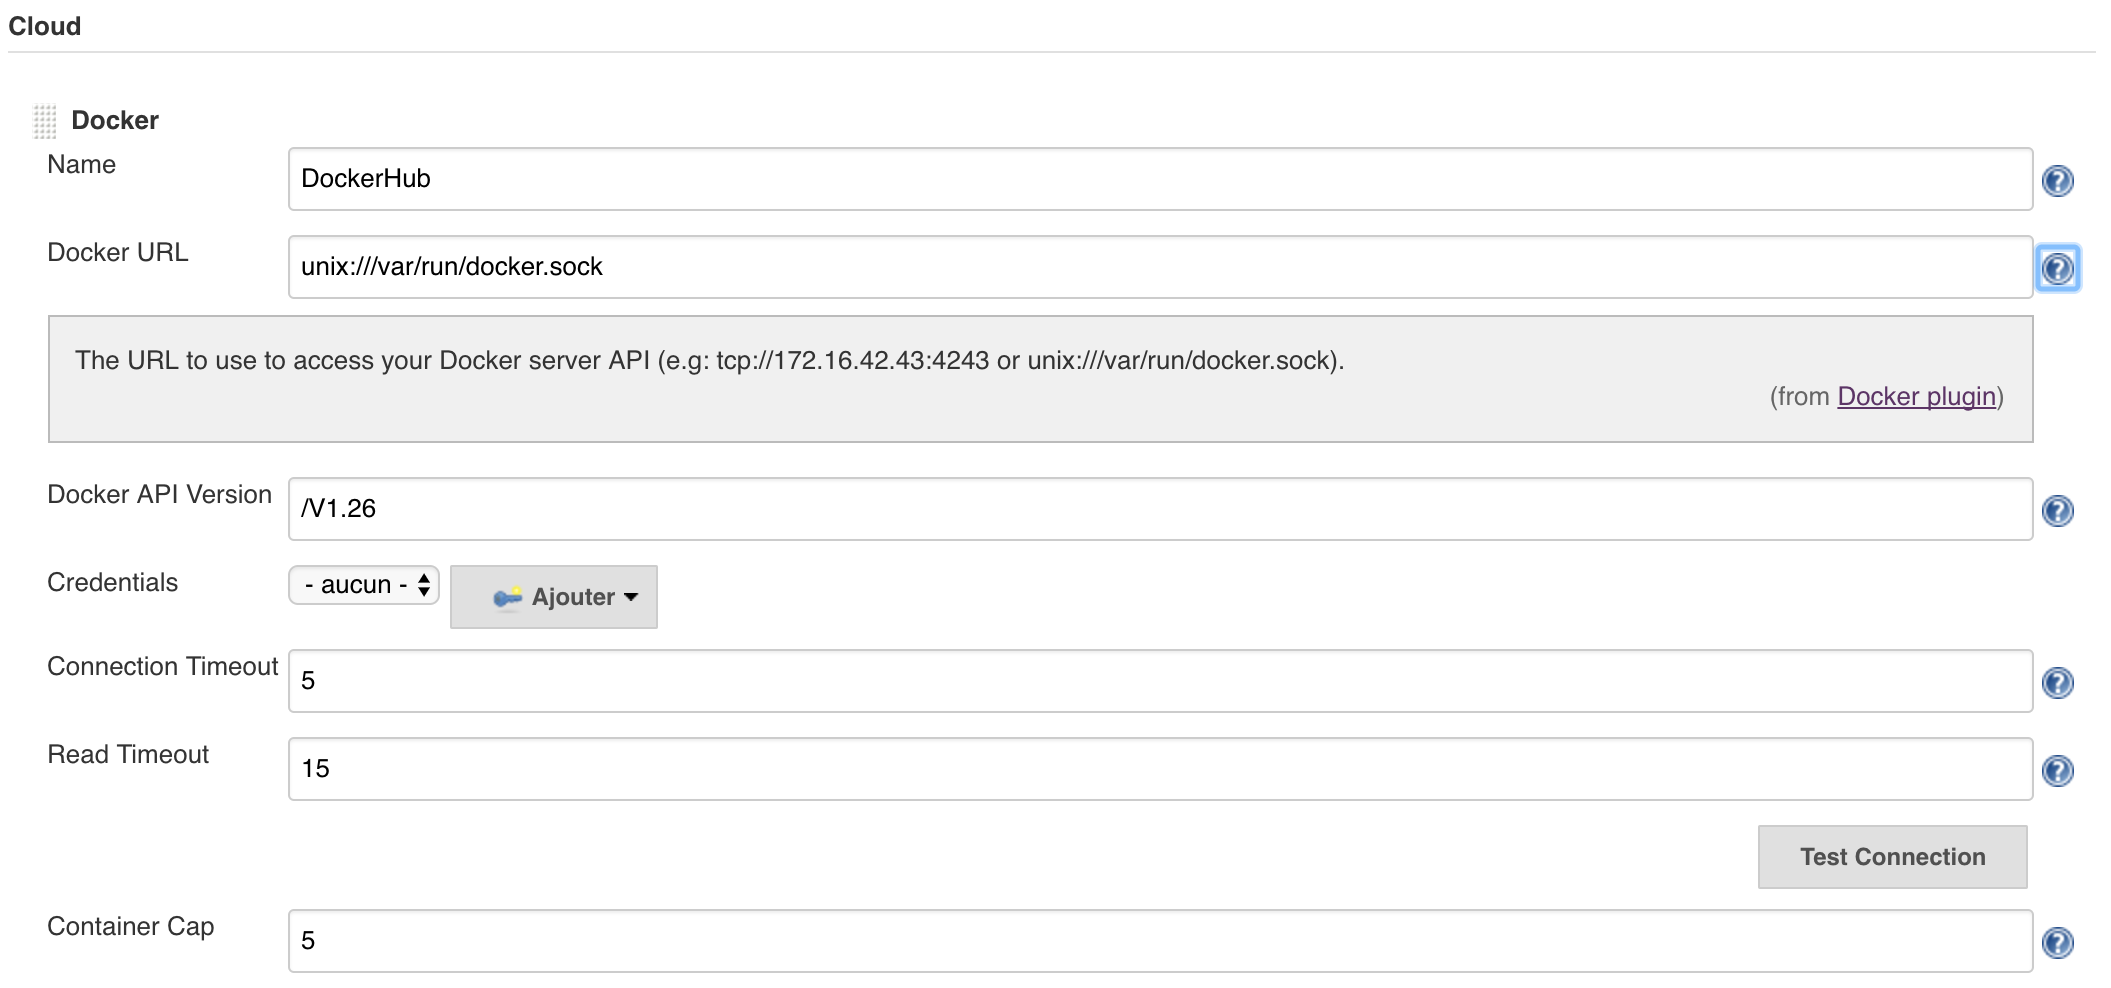 Cloud
Docker
Name
DockerHub
Docker URL
unix:///var/run/docker.sock
The URL to use to access your Docker server API (e.g: tcp://172.16.42.43:4243 or unix:///var/run/docker.sock).
(from Docker plugin)
Docker API Version
/V1.26
Credentials
- aucun -
Ajouter
Connection Timeout
5
Read Timeout
15
Test Connection
Container Cap
5